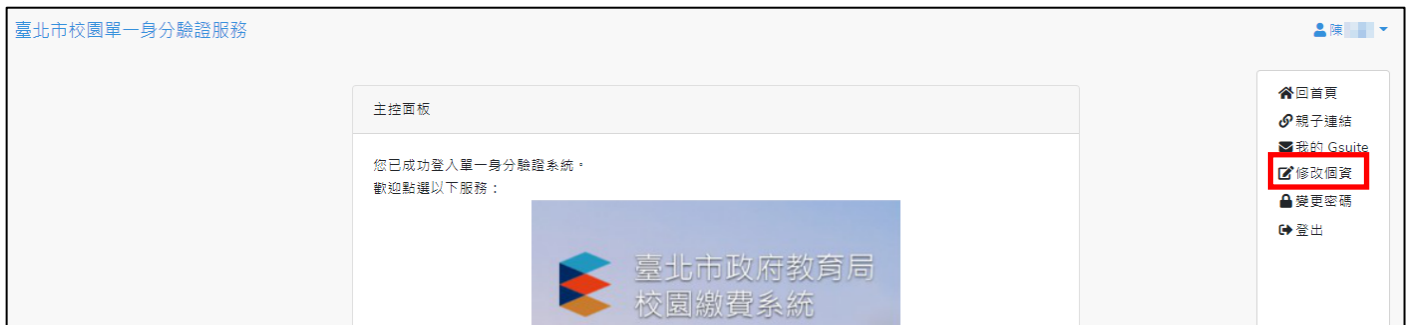 臺北市校園單一身分驗證服務
陳
主控面板
您已成功登入單一身分驗證系統。
歡迎點選以下服務：
臺北市政府教育局
校園繳費系統
回首頁
親子連結
我的 Gsuite
修改個資
變更密碼
登出